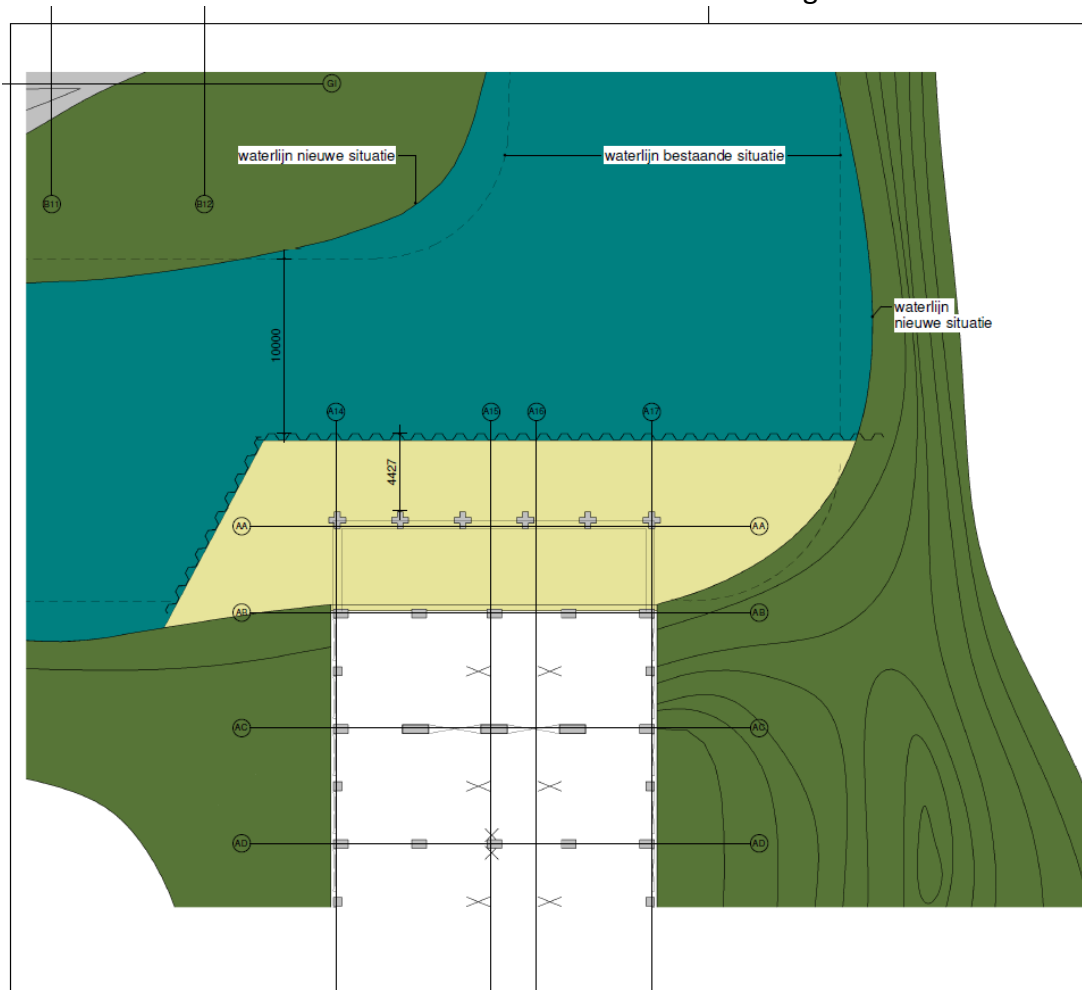 g
GI
waterlijn nieuwe situatie
waterlijn bestaande situatie
B11
B12
waterlijn
nieuwe situatie
10000
A14
A15
A16
A17
4427
AA
AA
AB
AB
AC
AC
AD
AD